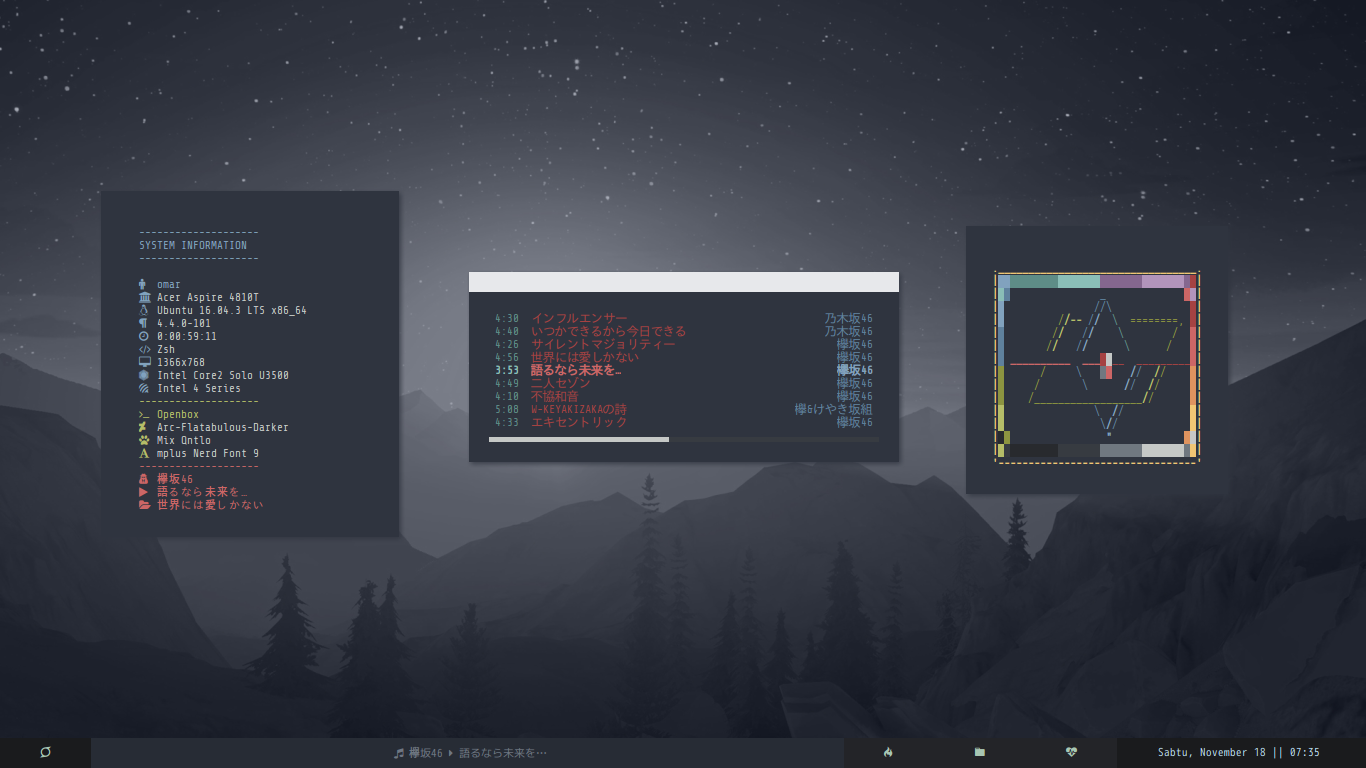 -------------------
SYSTEM INFORMATION
-------------------
omar
Acer Aspire 4810T
Ubuntu 16.04.3 LTS x86_64
4.4.0-101
0:00:59:11
Zsh
1366x768
Intel Core2 Solo U3500
Intel 4 Series
-------------------
Openbox
Arc-Flatabulous-Darker
Mix Qntlo
mplus Nerd Font 9
-------------------
欅坂46
語るなら未来を…
世界には愛しかない
4:30 インフルエンサー 乃木坂46
4:40 いつかできるから今日できる 乃木坂46
4:26 サイレントマジョリティー 欅坂46
4:56 世界には愛しかない 欅坂46
3:53 語るなら未来を… 欅坂46
4:49 二人セゾン 欅坂46
4:10 不協和音 欅坂46
5:08 W-KEYAKIZAKAの詩 欅6けやき坂組
4:33 エキセントリック 欅坂46
欅坂46 語るなら未来を…
Sabtu, November 18 || 07:35